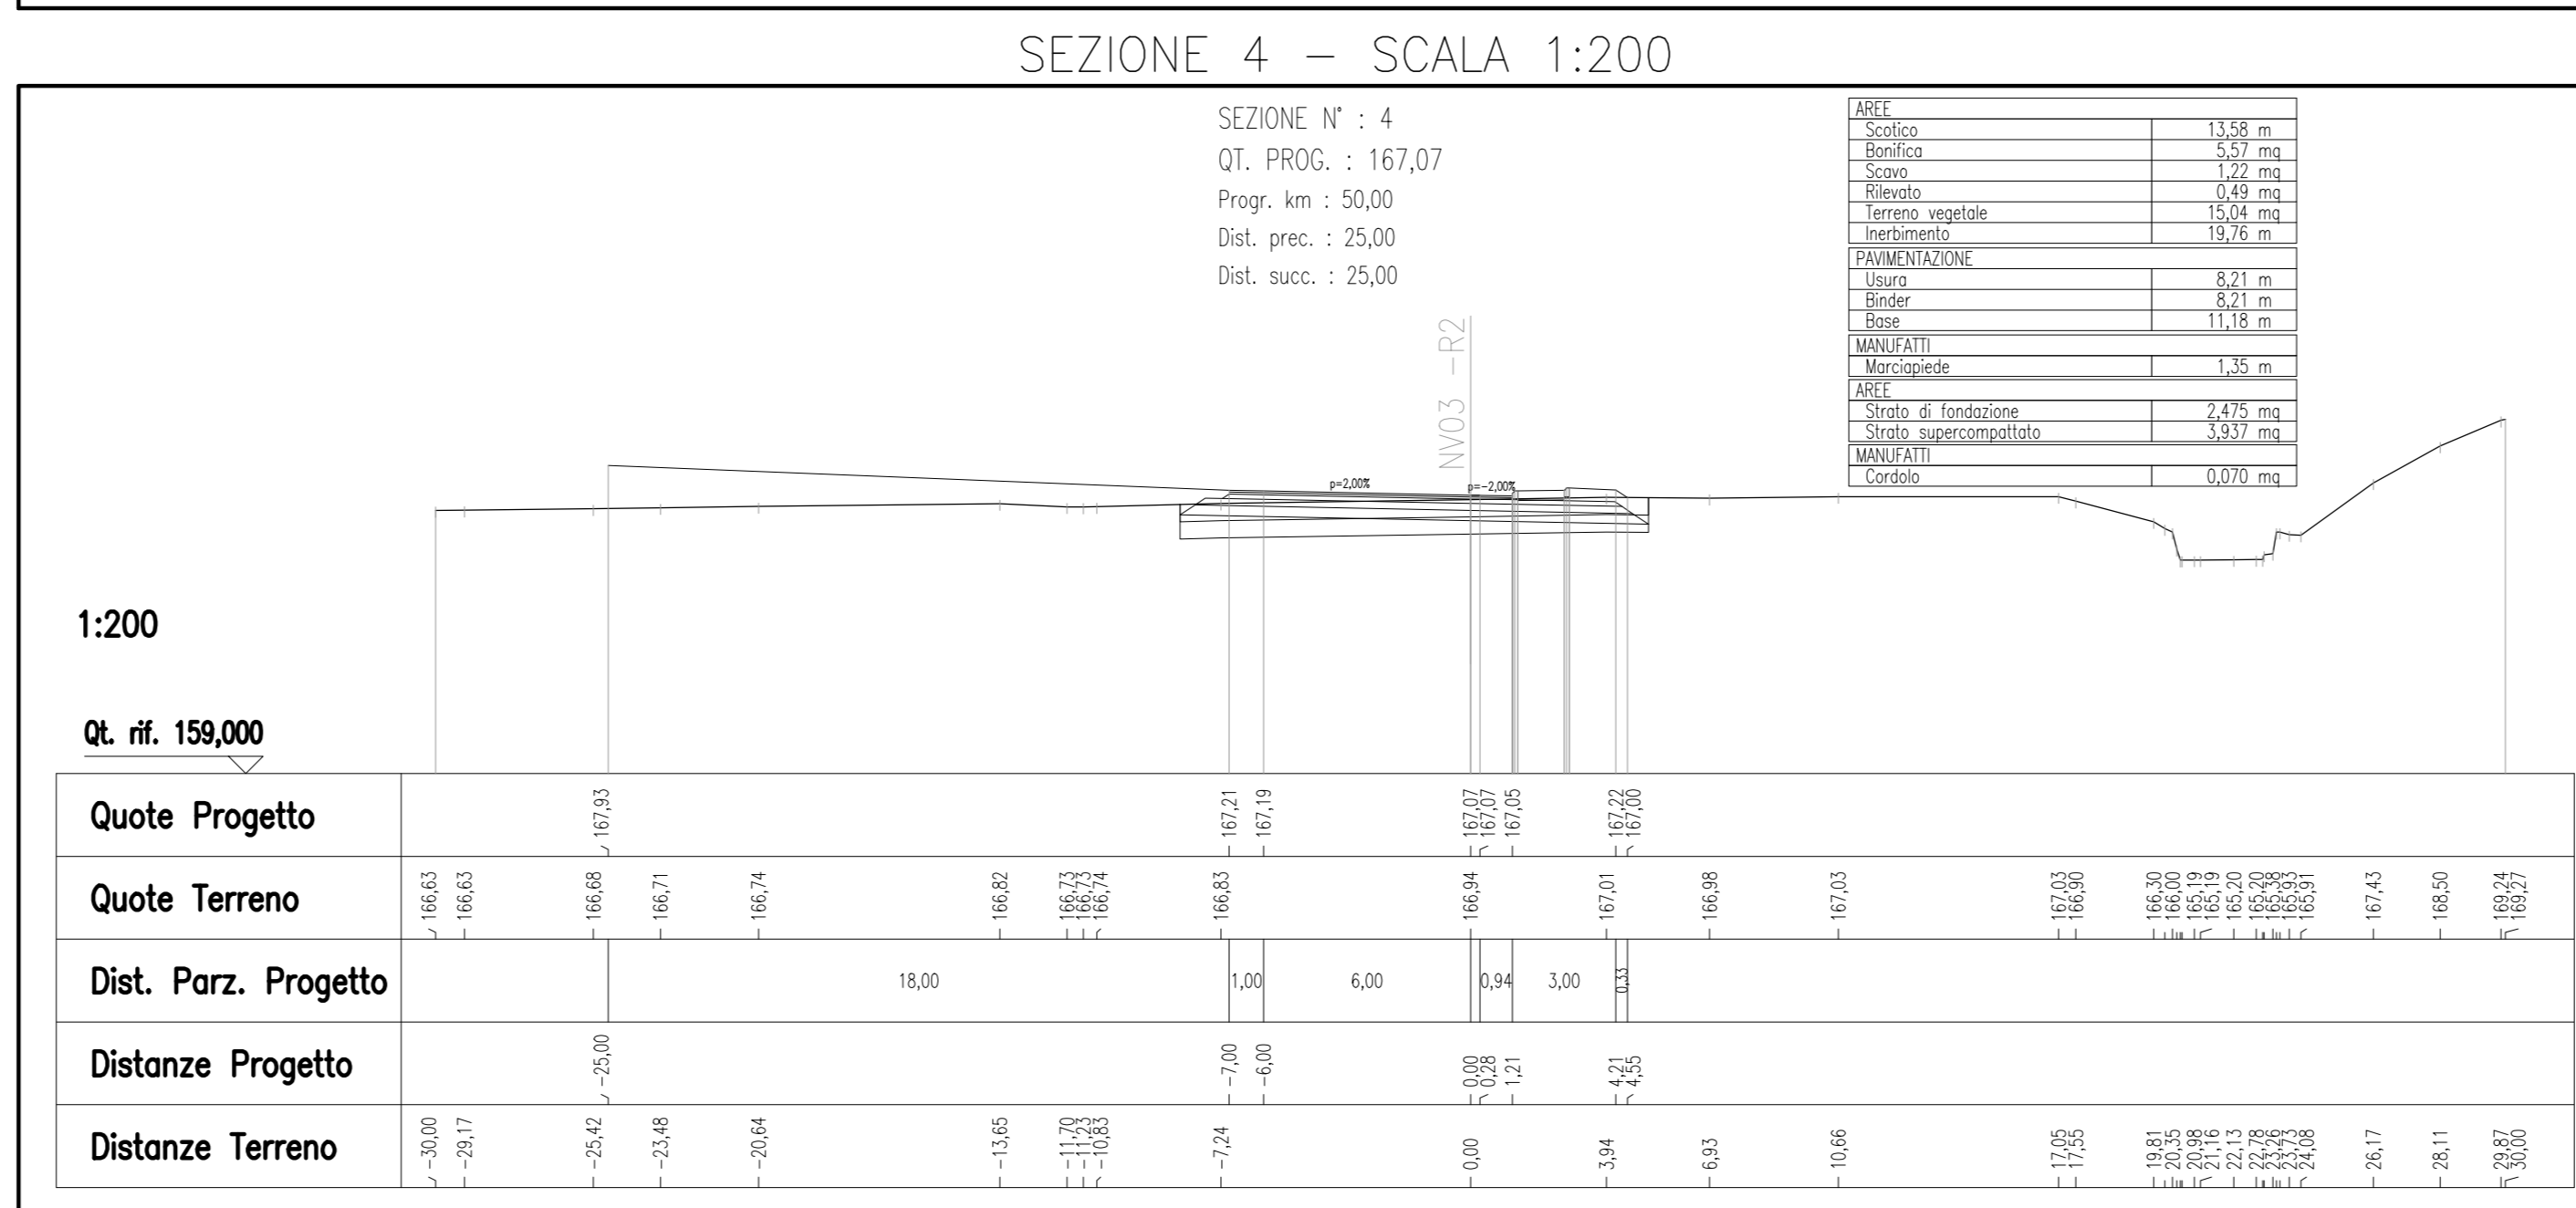 SEZIONE 4 – SCALA 1:200
SEZIONE N° : 4
QT. PROG. : 167,07
Progr. km : 50,00
Dist. prec. : 25,00
Dist. succ. : 25,00
AREE
Scotico 13,58 m
Bonifica 5,57 mq
Scavo 1,22 mq
Rilevato 0,49 mq
Terreno vegetale 15,04 mq
Inerbimento 19,76 m
PAVIMENTAZIONE
Usura 8,21 m
Binder 8,21 m
Base 11,18 m
MANUFATTI
Marciapiede 1,35 m
AREE
Strato di fondazione 2,475 mq
Strato supercompattato 3,937 mq
MANUFATTI
Cordolo 0,070 mq
NV03 -R2
p=2,00% p=-2,00%
1:200
Qt. rif. 159,000
Quote Progetto 167,93 167,21 167,19 167,07 167,07 167,05 167,22 167,00
Quote Terreno 166,63 166,63 166,68 166,71 166,74 166,82 166,73 166,73 166,74 166,83 166,94 167,01 166,98 167,03 167,03 166,90 166,30 166,00 165,19 165,19 165,20 165,20 165,38 165,93 165,91 167,43 168,50 169,24 169,27
Dist. Parz. Progetto 18,00 1,00 6,00 0,94 3,00 0,33
Distanze Progetto -25,00 -7,00 -6,00 0,00 0,28 1,21 4,21 4,55
Distanze Terreno -30,00 -29,17 -25,42 -23,48 -20,64 -13,65 -11,70 -11,23 -10,83 -7,24 0,00 3,94 6,93 10,66 17,05 17,55 19,81 20,35 20,98 21,16 22,13 22,78 23,26 23,73 24,08 26,17 28,11 29,87 30,00